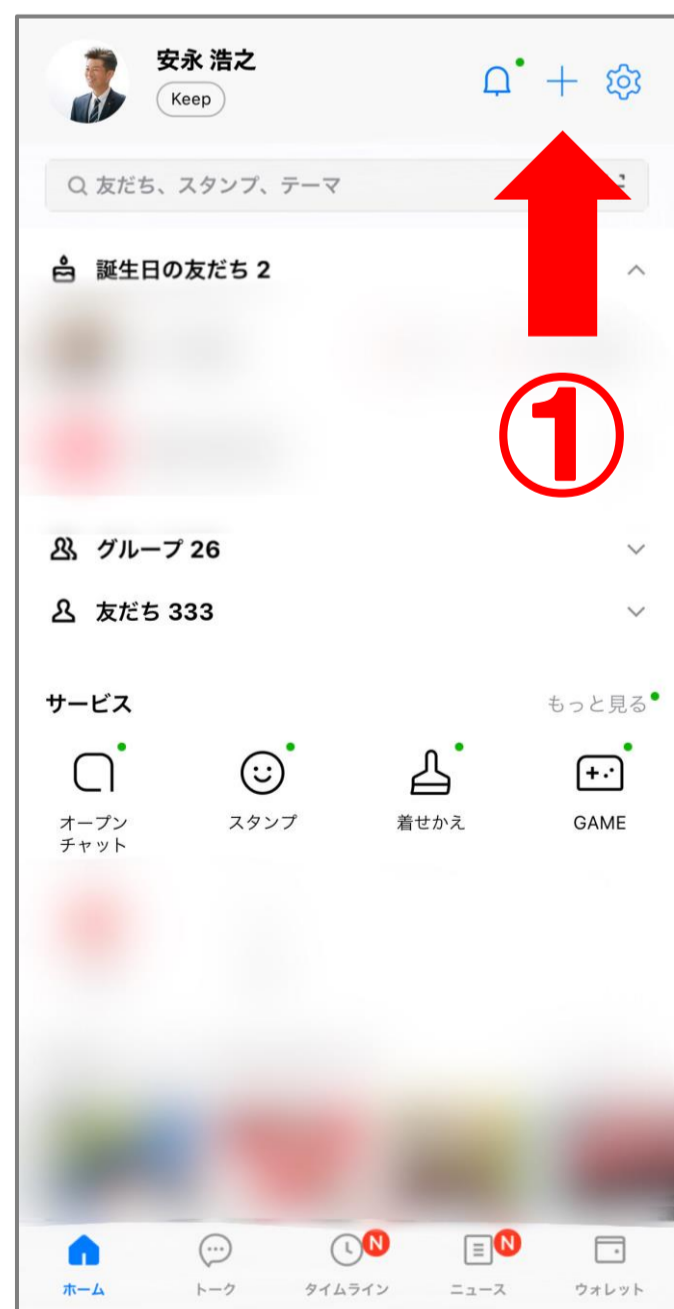 安永 浩之
Keep
友だち、スタンプ、テーマ
誕生日の友だち 2
①
グループ 26
友だち 333
サービス
もっと見る
オープン
チャット
スタンプ
着せかえ
GAME
N
N
ホーム
トーク
タイムライン
ニュース
ウォレット